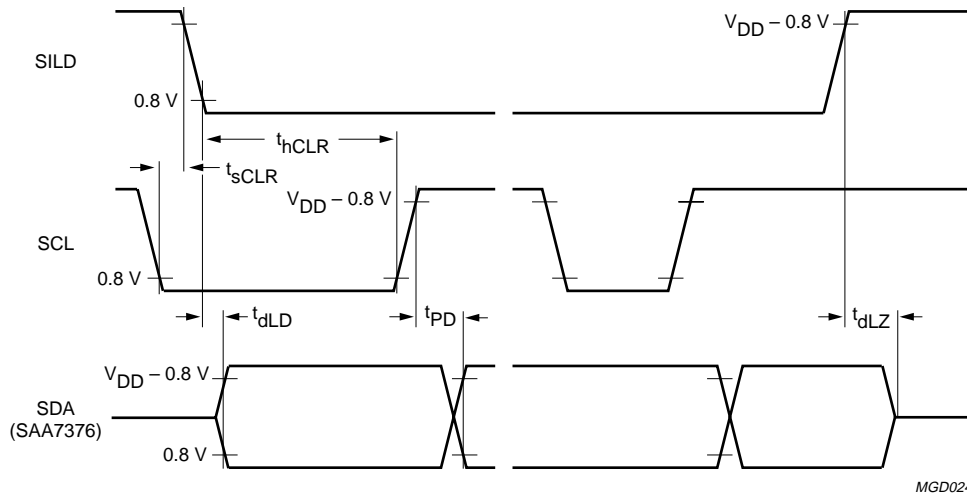 V_DD – 0.8 V
SILD
0.8 V
t_hCLR
t_sCLR
V_DD – 0.8 V
SCL
0.8 V
t_dLD
t_PD
t_dLZ
V_DD – 0.8 V
SDA
(SAA7376)
0.8 V
MGD024